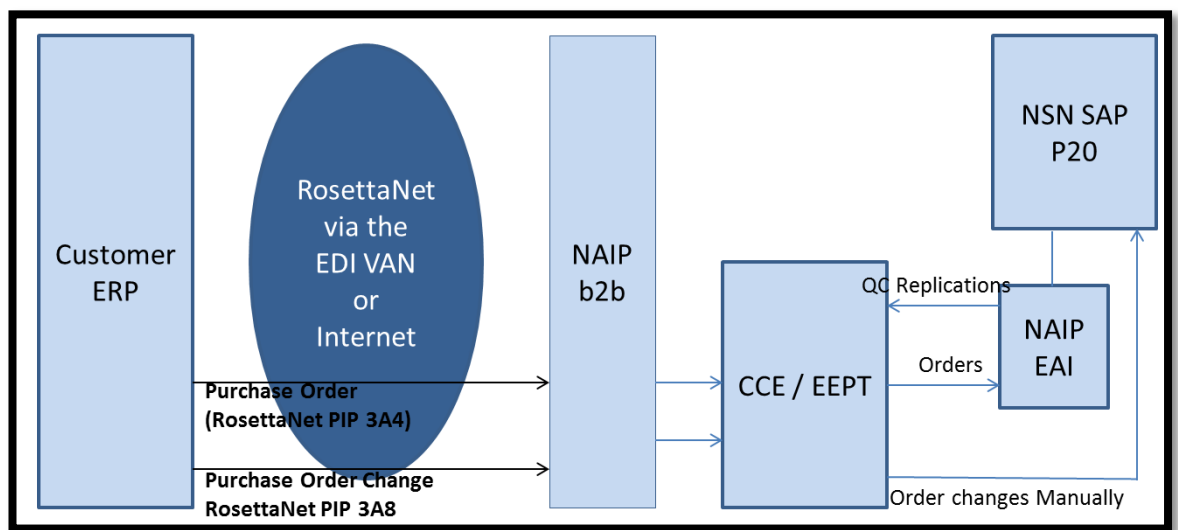 Customer
ERP
RosettaNet
via the
EDI VAN
or
Internet
Purchase Order
(RosettaNet PIP 3A4)
Purchase Order Change
RosettaNet PIP 3A8
NAIP
b2b
CCE / EEPT
QC Replications
Orders
Order changes Manually
NSN SAP
P20
NAIP
EAI